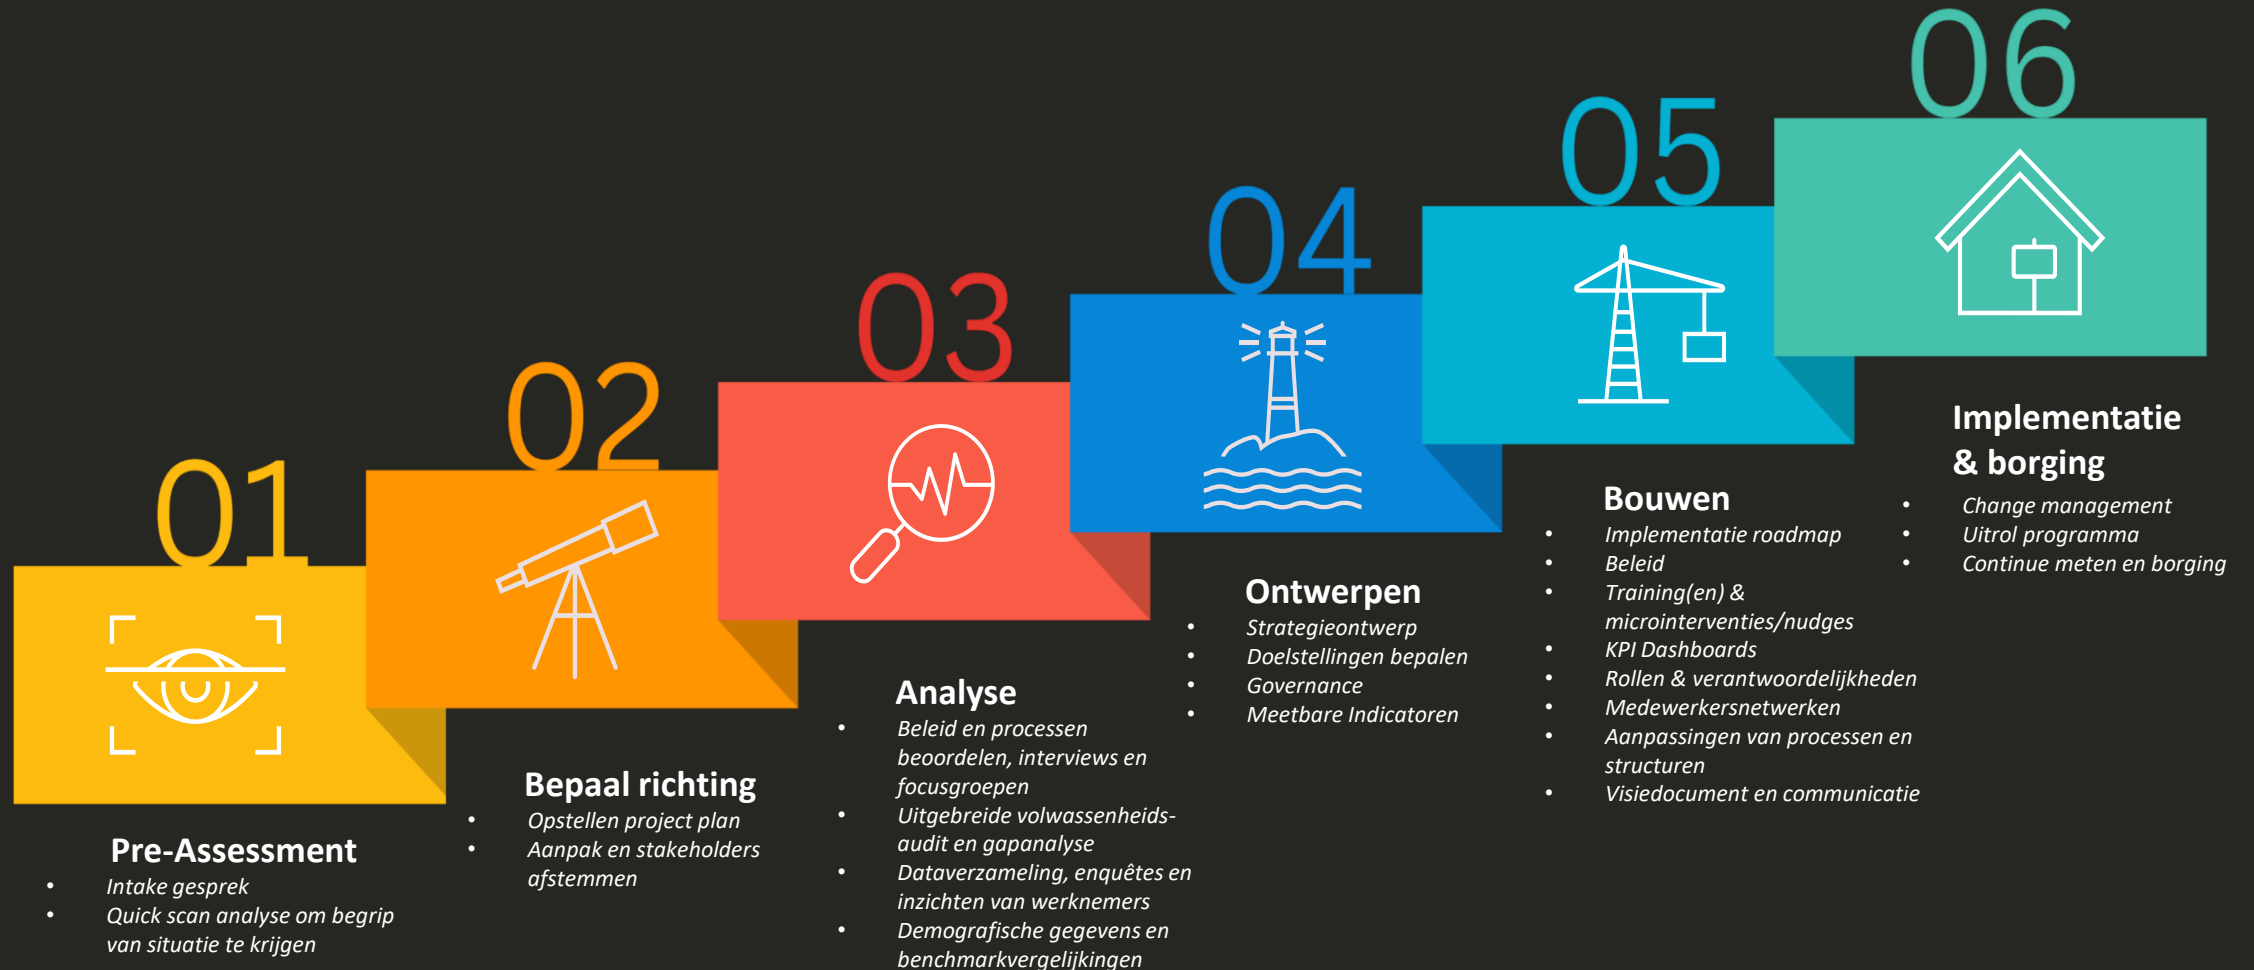 01
Pre-Assessment
• Intake gesprek
• Quick scan analyse om begrip
van situatie te krijgen
02
Bepaal richting
• Opstellen project plan
• Aanpak en stakeholders
afstemmen
03
Analyse
• Beleid en processen
beoordelen, interviews en
focusgroepen
• Uitgebreide volwassenheids-
audit en gapanalyse
• Dataverzameling, enquêtes en
inzichten van werknemers
• Demografische gegevens en
benchmarkvergelijkingen
04
Ontwerpen
• Strategieontwerp
• Doelstellingen bepalen
• Governance
• Meetbare Indicatoren
05
Bouwen
• Implementatie roadmap
• Beleid
• Training(en) &
microinterventies/nudges
• KPI Dashboards
• Rollen & verantwoordelijkheden
• Medewerkersnetwerken
• Aanpassingen van processen en
structuren
• Visiedocument en communicatie
06
Implementatie
& borging
• Change management
• Uitrol programma
• Continue meten en borging